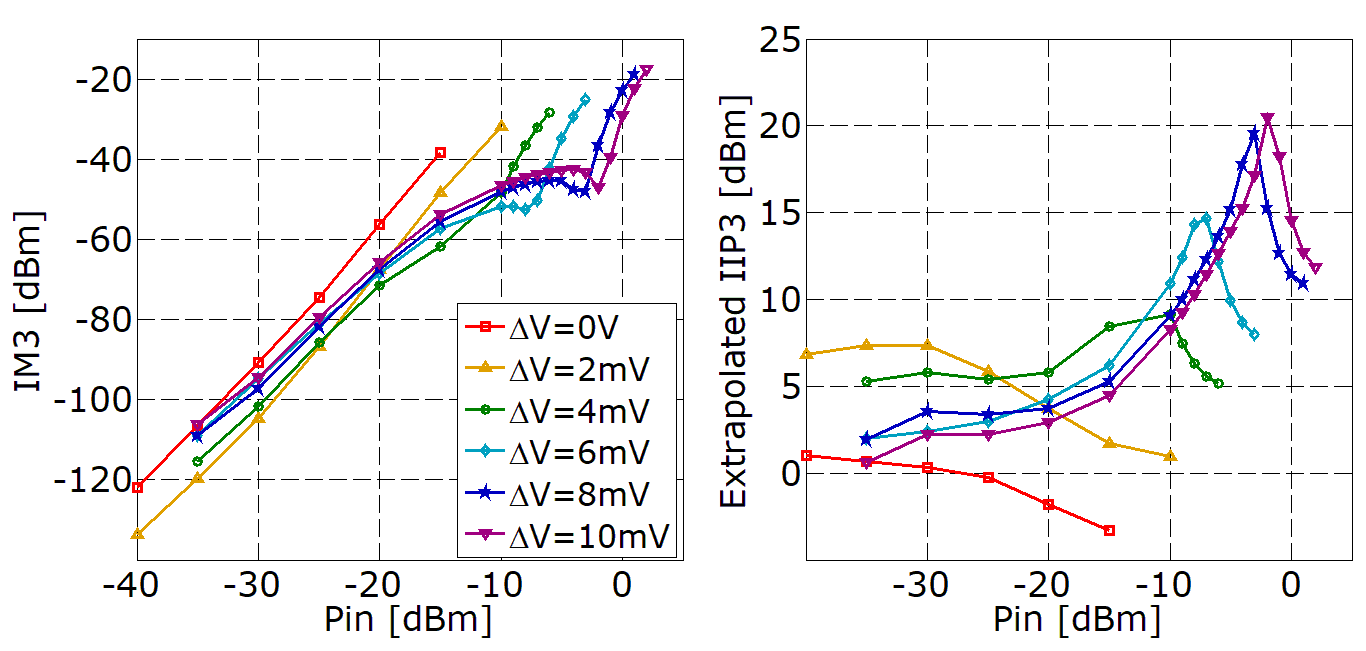 IM3 [dBm]
-20
-40
-60
-80
-100
-120
-40
-30
-20
-10
0
Pin [dBm]
ΔV=0V
ΔV=2mV
ΔV=4mV
ΔV=6mV
ΔV=8mV
ΔV=10mV
Extrapolated IIP3 [dBm]
25
20
15
10
5
0
-30
-20
-10
0
Pin [dBm]